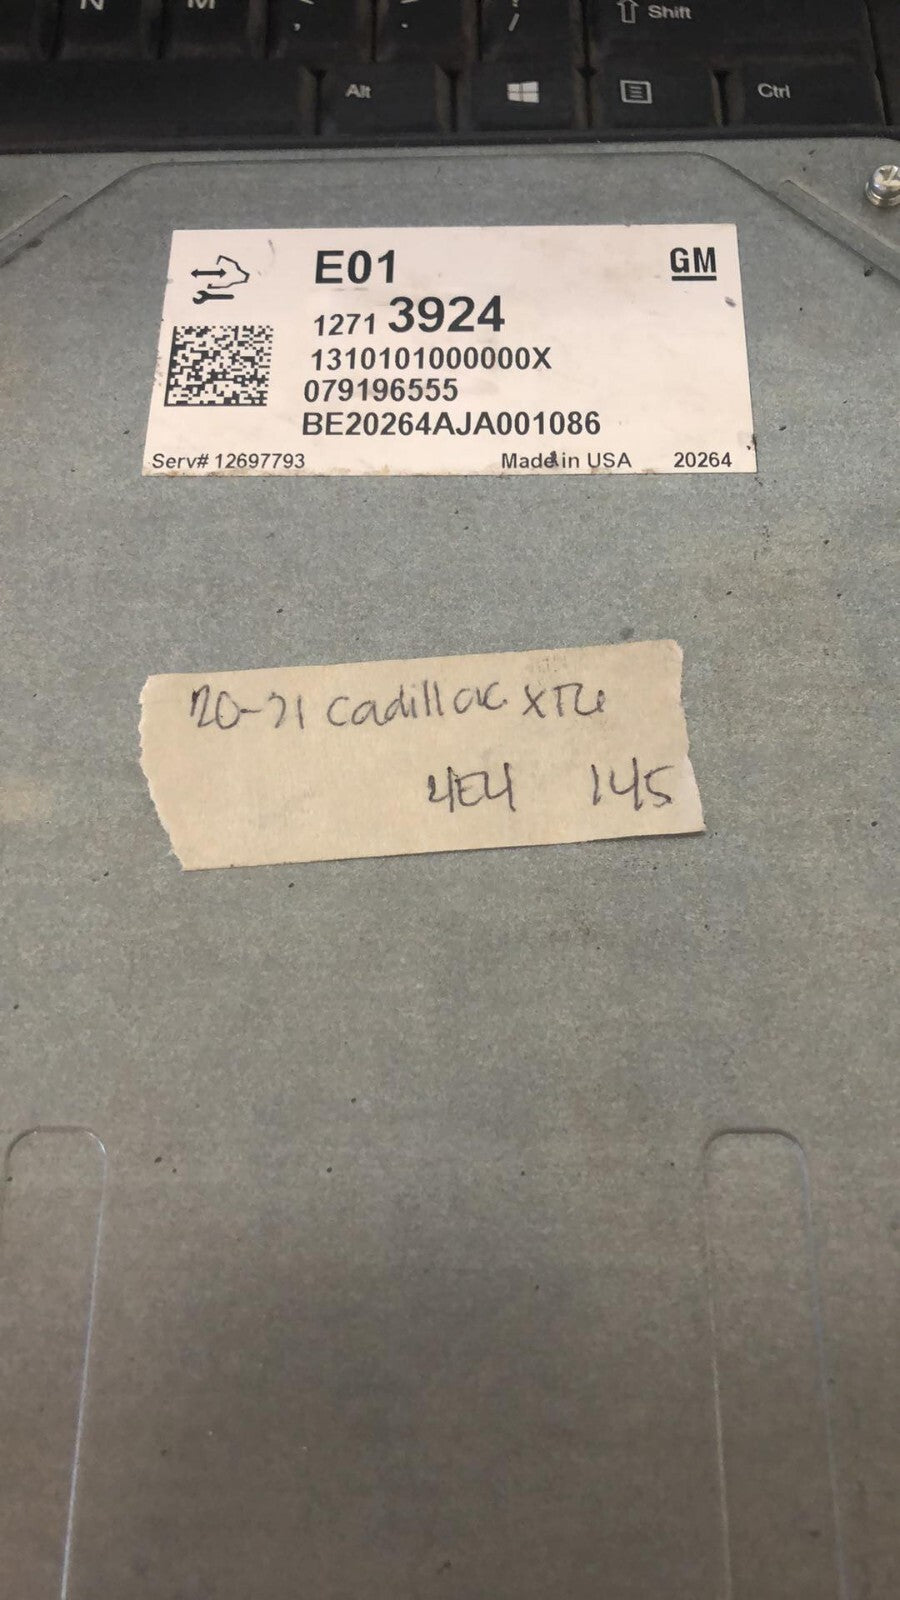 N M , . /
Shift
Alt Ctrl
E01 GM
1271 3924
1310101000000X
079196555
BE20264AJA001086
Serv# 12697793 Made in USA 20264
20-21 Cadillac XT6
4E4 145